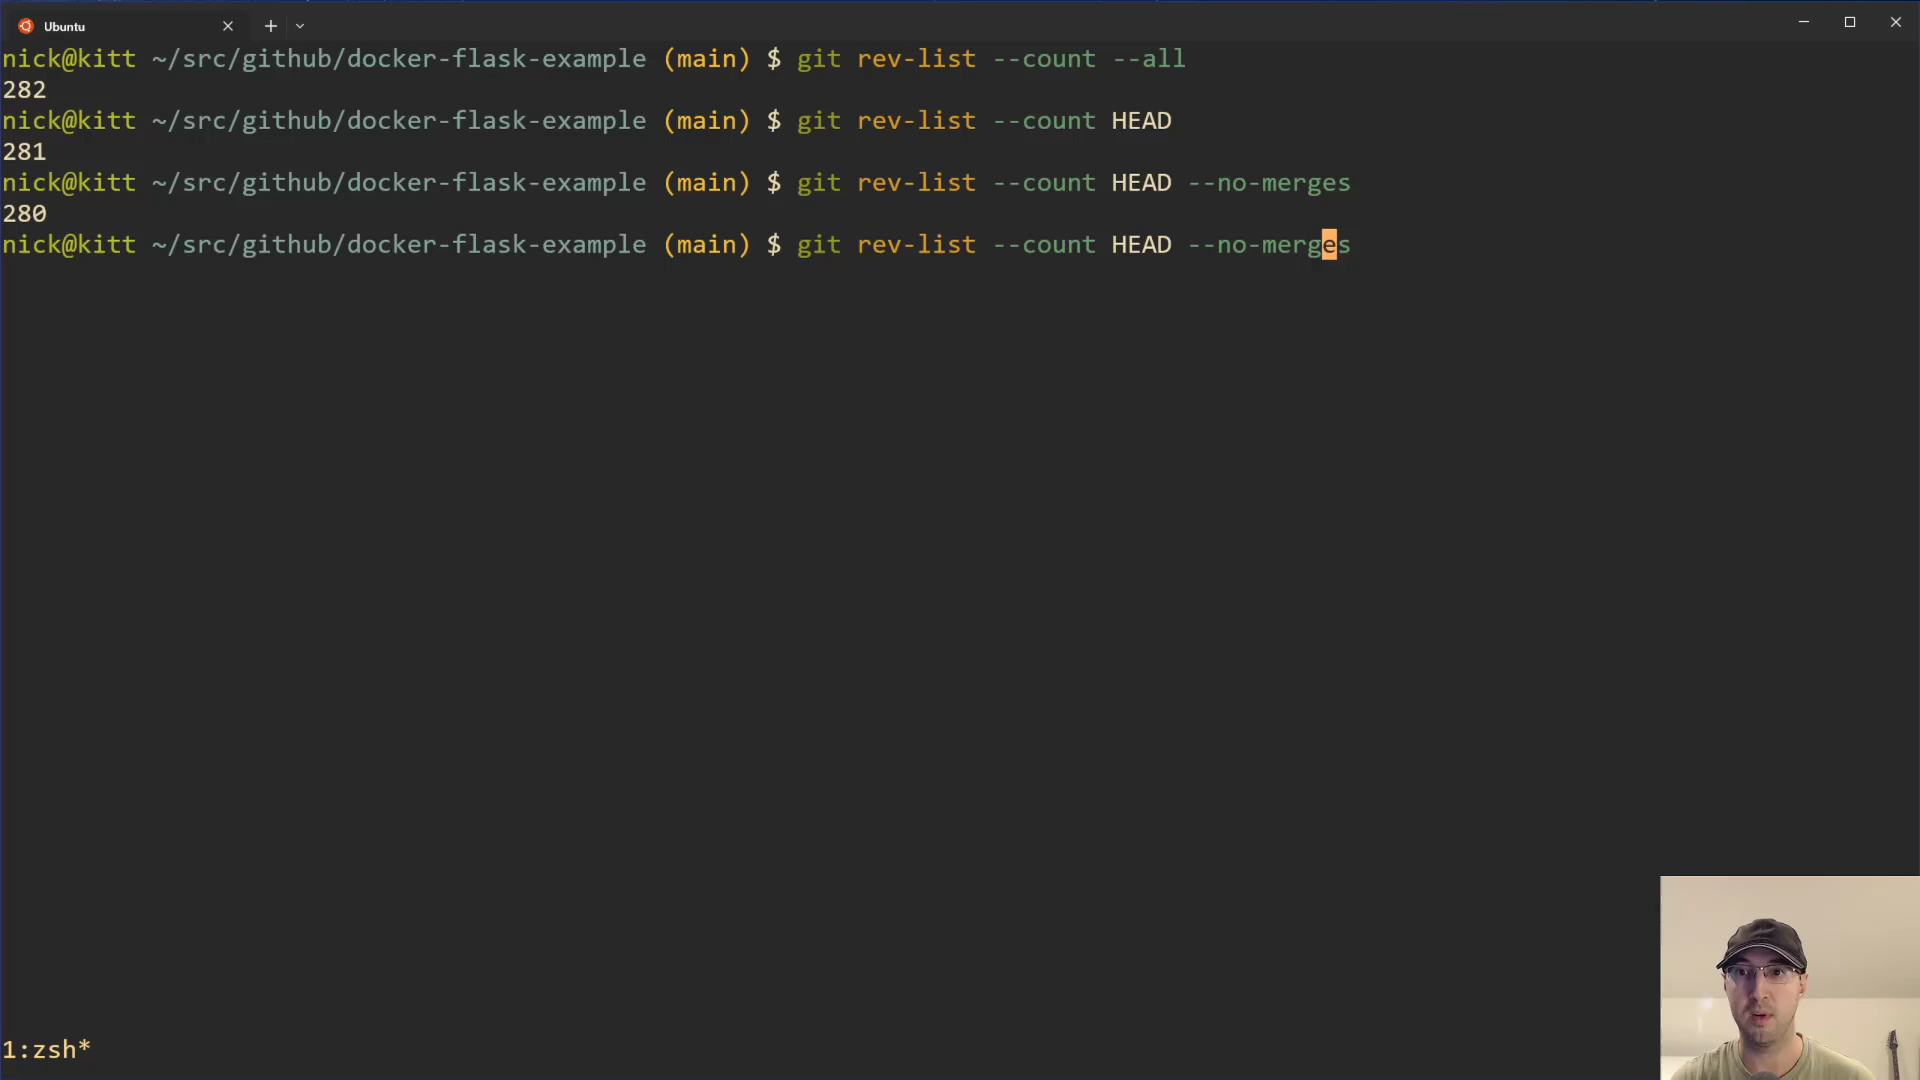 Ubuntu
nick@kitt ~/src/github/docker-flask-example (main) $ git rev-list --count --all
282
nick@kitt ~/src/github/docker-flask-example (main) $ git rev-list --count HEAD
281
nick@kitt ~/src/github/docker-flask-example (main) $ git rev-list --count HEAD --no-merges
280
nick@kitt ~/src/github/docker-flask-example (main) $ git rev-list --count HEAD --no-merges
1:zsh*